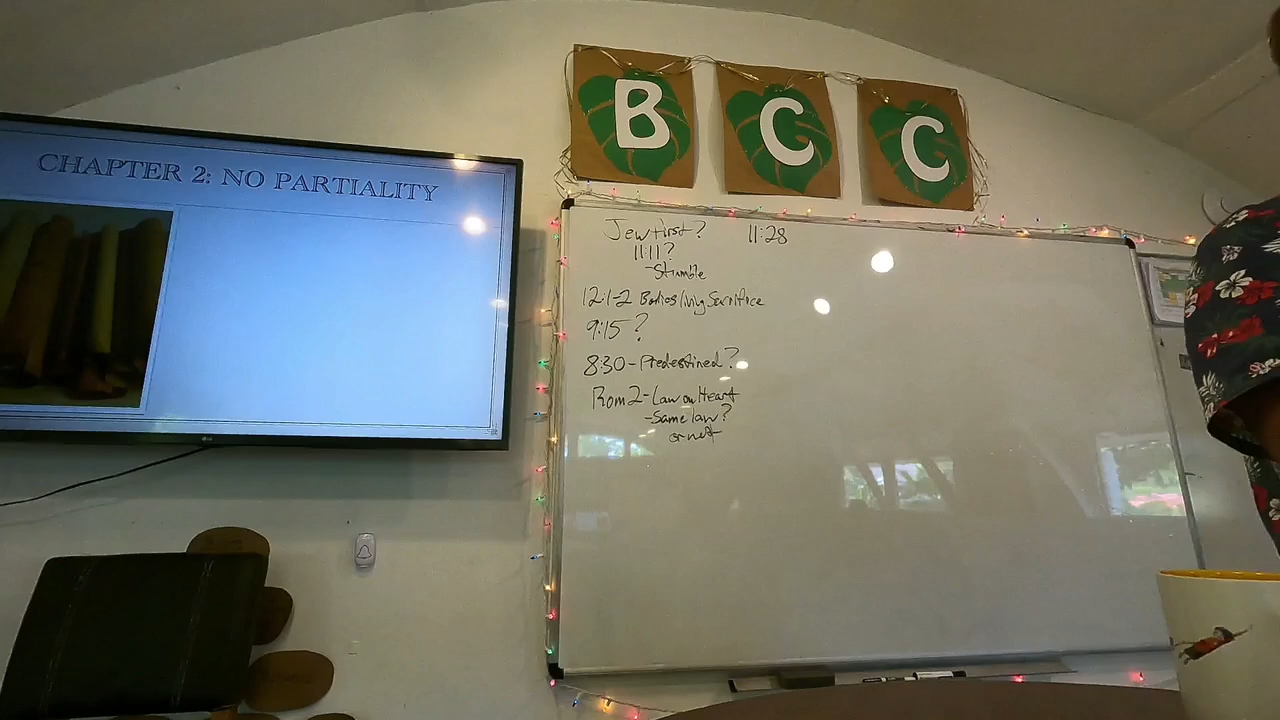 CHAPTER 2: NO PARTIALITY
B C C
Jew first? 11:28
11:11?
-Stumble
12:1-2 Bodies living Sacrifice
9:15?
8:30-Predestined?
Rom 2-Law on Heart
-Same law?
or not
LG